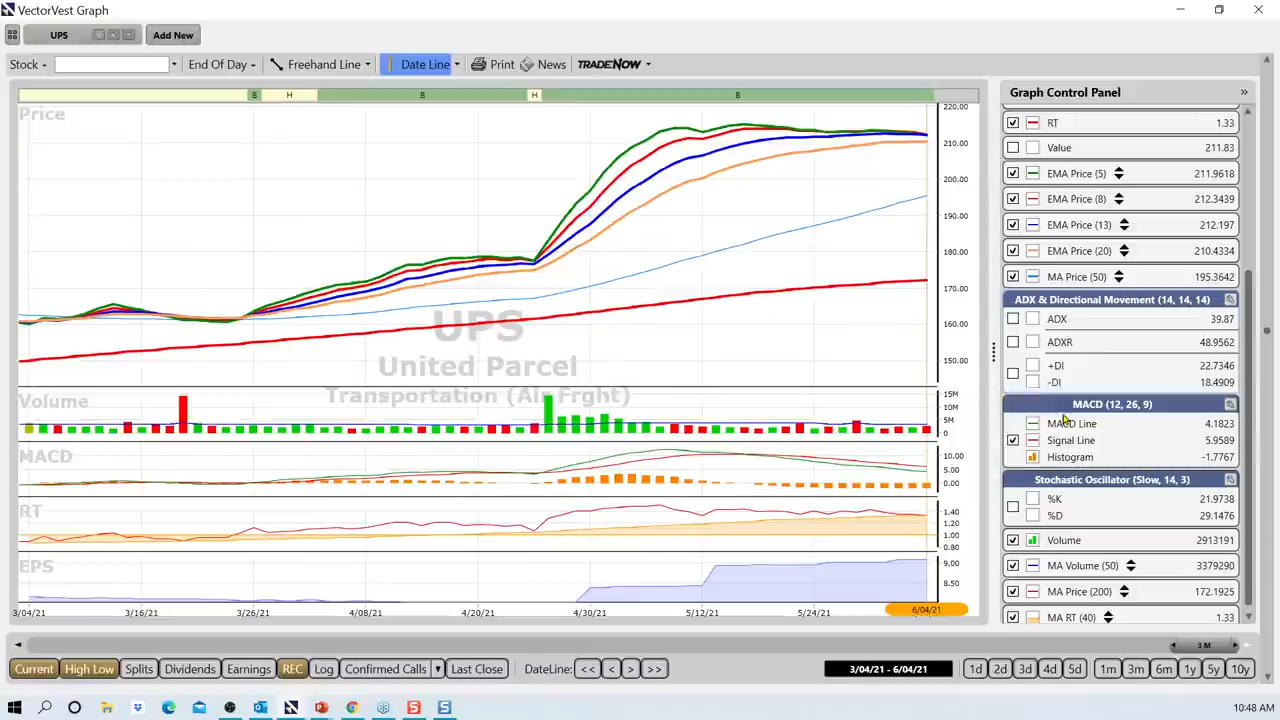 VectorVest Graph
UPS
Add New
Stock
End Of Day
Freehand Line
Date Line
Print
News
TRADENOW
B H B H B
Price
220.00
210.00
200.00
190.00
180.00
170.00
160.00
150.00
UPS
United Parcel
Transportation (Air Frght)
Volume
15M
10M
5M
0
MACD
10.00
0.00
RT
1.40
1.20
1.00
0.80
EPS
9.00
8.50
3/04/21 3/16/21 3/26/21 4/08/21 4/20/21 4/30/21 5/12/21 5/24/21 6/04/21
Graph Control Panel »
RT 1.33
Value 211.83
EMA Price (5) 211.9618
EMA Price (8) 212.3439
EMA Price (13) 212.197
EMA Price (20) 210.4334
MA Price (50) 195.3642
ADX & Directional Movement (14, 14, 14)
ADX 39.87
ADXR 48.9562
+DI 22.7346
-DI 18.4909
MACD (12, 26, 9)
MACD Line 4.1823
Signal Line 5.9589
Histogram -1.7767
Stochastic Oscillator (Slow, 14, 3)
%K 21.9738
%D 29.1476
Volume 2913191
MA Volume (50) 3379290
MA Price (200) 172.1925
MA RT (40) 1.33
3 M
Current High Low Splits Dividends Earnings REC Log Confirmed Calls Last Close DateLine: << < > >> 3/04/21 - 6/04/21 1d 2d 3d 4d 5d 1m 3m 6m 1y 5y 10y
10:48 AM